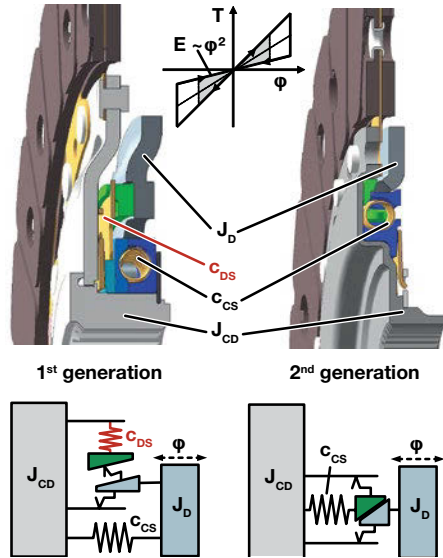 T
E ~φ²
φ
J_D
c_DS
c_CS
J_CD
1st generation
2nd generation
c_DS
φ
J_CD
c_CS
J_D
c_CS
φ
J_CD
J_D